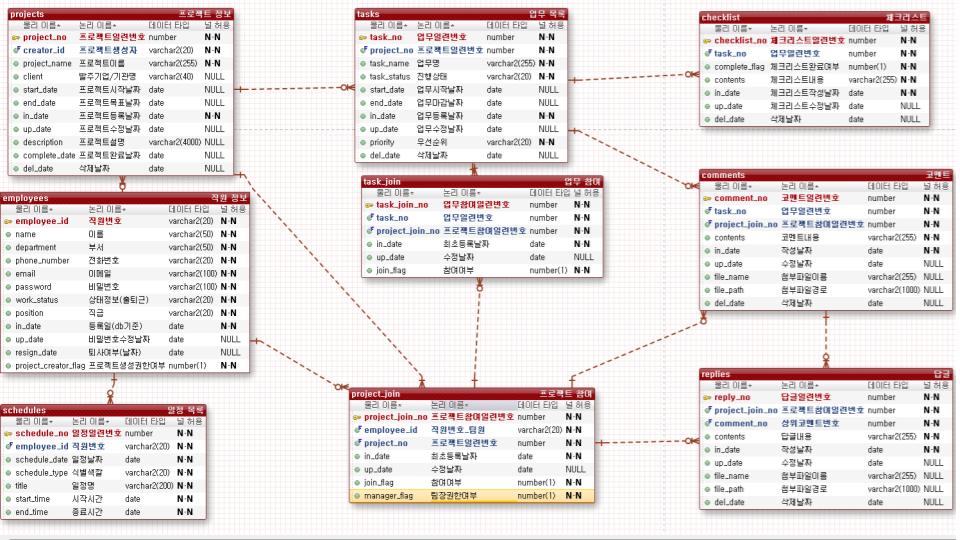 projects 프로젝트 정보
물리 이름 논리 이름 데이터 타입 널 허용
project_no 프로젝트일련번호 number N-N
creator_id 프로젝트생성자 varchar2(20) N-N
project_name 프로젝트이름 varchar2(255) N-N
client 발주기업/기관명 varchar2(40) NULL
start_date 프로젝트시작날짜 date NULL
end_date 프로젝트목표날짜 date NULL
in_date 프로젝트등록날짜 date N-N
up_date 프로젝트수정날짜 date NULL
description 프로젝트설명 varchar2(4000) NULL
complete_date 프로젝트완료날짜 date NULL
del_date 삭제날짜 date NULL
tasks 업무 목록
물리 이름 논리 이름 데이터 타입 널 허용
task_no 업무일련번호 number N-N
project_no 프로젝트일련번호 number N-N
task_name 업무명 varchar2(255) N-N
task_status 진행상태 varchar2(20) N-N
start_date 업무시작날짜 date NULL
end_date 업무마감날짜 date NULL
in_date 업무등록날짜 date N-N
up_date 업무수정날짜 date NULL
priority 우선순위 varchar2(20) N-N
del_date 삭제날짜 date NULL
checklist 체크리스트
물리 이름 논리 이름 데이터 타입 널 허용
checklist_no 체크리스트일련번호 number N-N
task_no 업무일련번호 number N-N
complete_flag 체크리스트완료여부 number(1) N-N
contents 체크리스트내용 varchar2(255) N-N
in_date 체크리스트작성날짜 date N-N
up_date 체크리스트수정날짜 date NULL
del_date 삭제날짜 date NULL
employees 직원 정보
물리 이름 논리 이름 데이터 타입 널 허용
employee_id 직원번호 varchar2(20) N-N
name 이름 varchar2(50) N-N
department 부서 varchar2(50) N-N
phone_number 전화번호 varchar2(20) N-N
email 이메일 varchar2(100) N-N
password 비밀번호 varchar2(100) N-N
work_status 상태정보(출퇴근) varchar2(20) N-N
position 직급 varchar2(20) N-N
in_date 등록일(db기준) date N-N
up_date 비밀번호수정날짜 date NULL
resign_date 퇴사여부(날짜) date NULL
project_creator_flag 프로젝트생성권한여부 number(1) N-N
task_join 업무 참여
물리 이름 논리 이름 데이터 타입 널 허용
task_join_no 업무참여일련번호 number N-N
task_no 업무일련번호 number N-N
project_join_no 프로젝트참여일련번호 number N-N
in_date 최초등록날짜 date N-N
up_date 수정날짜 date NULL
join_flag 참여여부 number(1) N-N
comments 코멘트
물리 이름 논리 이름 데이터 타입 널 허용
comment_no 코멘트일련번호 number N-N
task_no 업무일련번호 number N-N
project_join_no 프로젝트참여일련번호 number N-N
contents 코멘트내용 varchar2(255) N-N
in_date 작성날짜 date N-N
up_date 수정날짜 date NULL
file_name 첨부파일이름 varchar2(255) NULL
file_path 첨부파일경로 varchar2(1000) NULL
del_date 삭제날짜 date NULL
schedules 일정 목록
물리 이름 논리 이름 데이터 타입 널 허용
schedule_no 일정일련번호 number N-N
employee_id 직원번호 varchar2(20) N-N
schedule_date 일정날짜 date N-N
schedule_type 식별색깔 varchar2(20) N-N
title 일정명 varchar2(200) N-N
start_time 시작시간 date N-N
end_time 종료시간 date N-N
project_join 프로젝트 참여
물리 이름 논리 이름 데이터 타입 널 허용
project_join_no 프로젝트참여일련번호 number N-N
employee_id 직원번호_팀원 varchar2(20) N-N
project_no 프로젝트일련번호 number N-N
in_date 최초등록날짜 date N-N
up_date 수정날짜 date NULL
join_flag 참여여부 number(1) N-N
manager_flag 팀장권한여부 number(1) N-N
replies 답글
물리 이름 논리 이름 데이터 타입 널 허용
reply_no 답글일련번호 number N-N
project_join_no 프로젝트참여일련번호 number N-N
comment_no 상위코멘트번호 number N-N
contents 답글내용 varchar2(255) N-N
in_date 작성날짜 date N-N
up_date 수정날짜 date NULL
file_name 첨부파일이름 varchar2(255) NULL
file_path 첨부파일경로 varchar2(1000) NULL
del_date 삭제날짜 date NULL